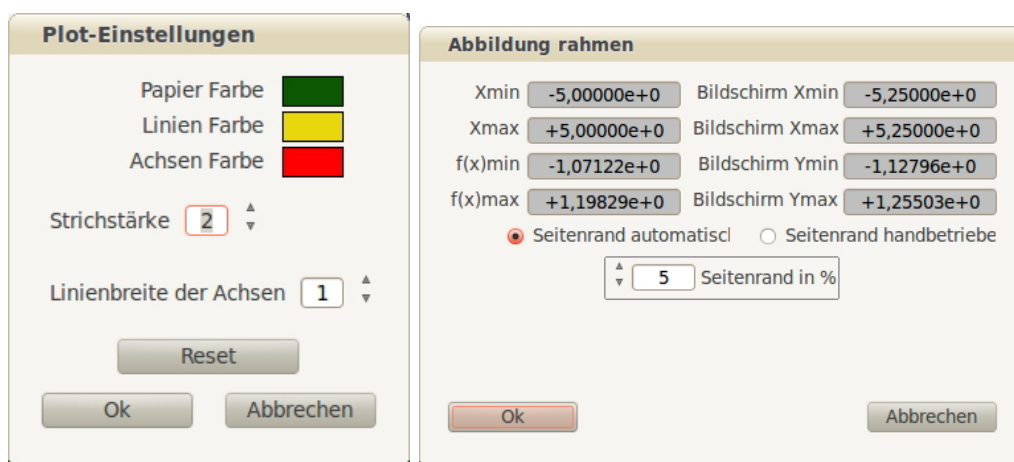 Plot-Einstellungen
Papier Farbe
Linien Farbe
Achsen Farbe
Strichstärke 2
Linienbreite der Achsen 1
Reset
Ok Abbrechen
Abbildung rahmen
Xmin -5,00000e+0 Bildschirm Xmin -5,25000e+0
Xmax +5,00000e+0 Bildschirm Xmax +5,25000e+0
f(x)min -1,07122e+0 Bildschirm Ymin -1,12796e+0
f(x)max +1,19829e+0 Bildschirm Ymax +1,25503e+0
Seitenrand automatiscl Seitenrand handbetriebe
5 Seitenrand in %
Ok Abbrechen